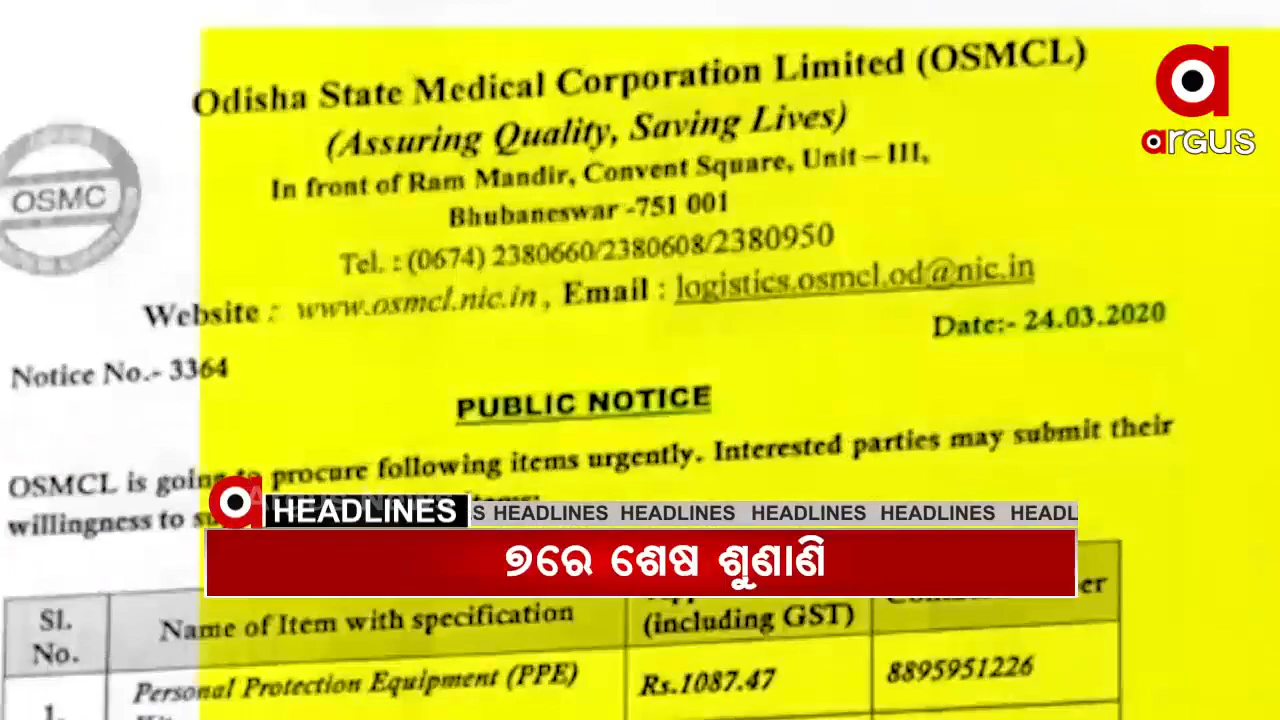 Odisha State Medical Corporation Limited (OSMCL)
(Assuring Quality, Saving Lives)
In front of Ram Mandir, Convent Square, Unit – III,
Bhubaneswar -751 001
Tel. : (0674) 2380660/2380608/2380950
Website : www.osmcl.nic.in , Email : logistics.osmcl.od@nic.in
argus
OSMC
Date:- 24.03.2020
Notice No.- 3364
PUBLIC NOTICE
OSMCL is going to procure following items urgently. Interested parties may submit their
willingness to
HEADLINES
HEADLINES HEADLINES HEADLINES HEADLINES
୭ରେ ଶେଷ ଶୁଣାଣି
Sl. No.
Name of Item with specification
(including GST)
1.
Personal Protection Equipment (PPE)
Rs.1087.47
8895951226